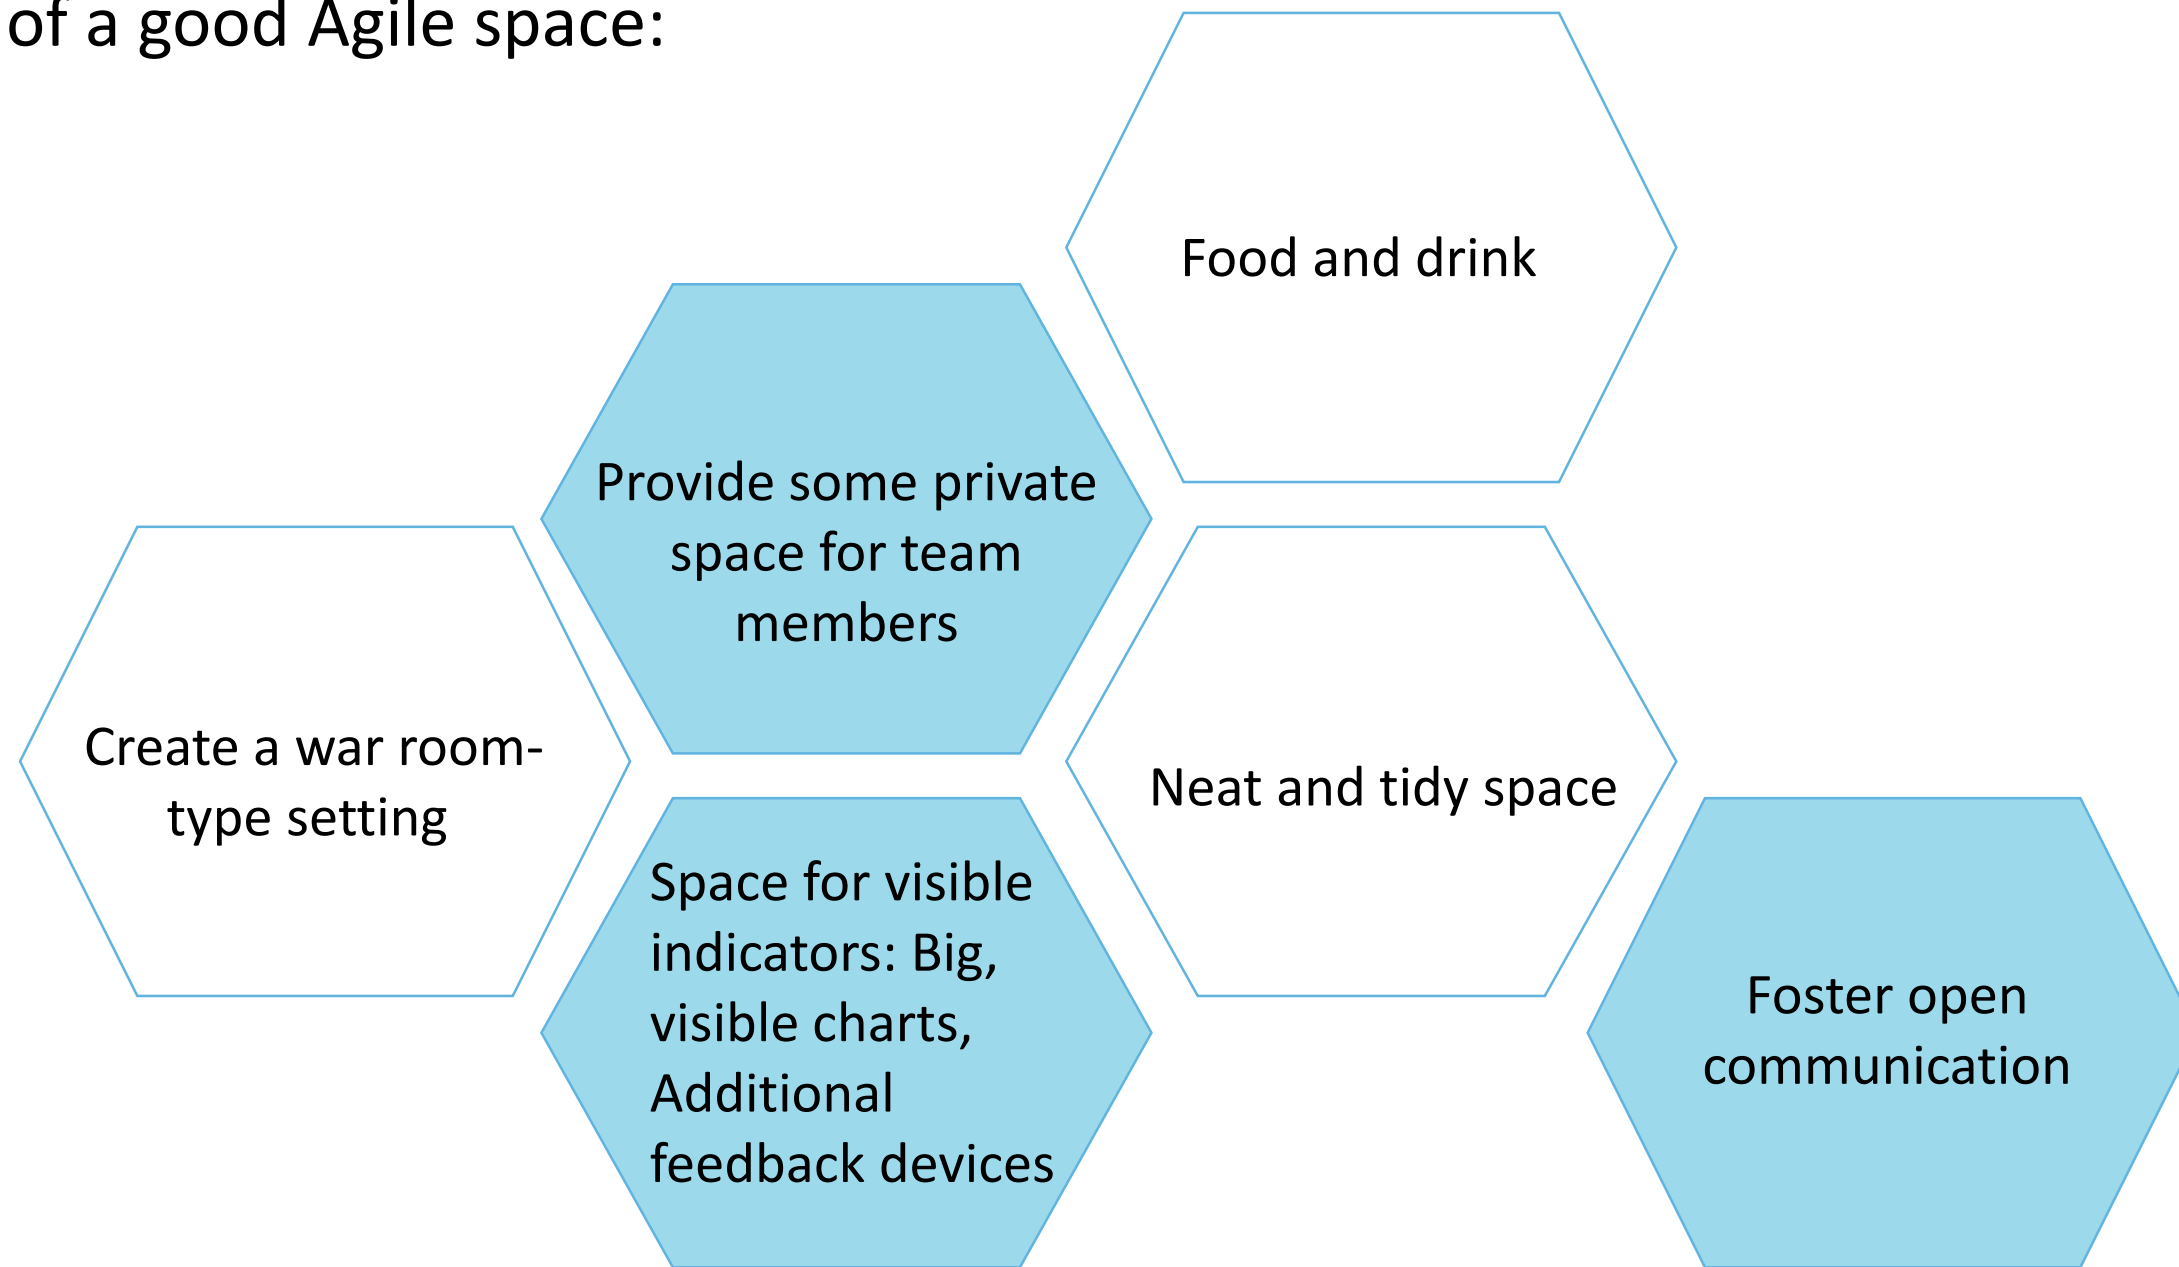 of a good Agile space:
Food and drink
Provide some private
space for team
members
Create a war room-
type setting
Neat and tidy space
Space for visible
indicators: Big,
visible charts,
Additional
feedback devices
Foster open
communication